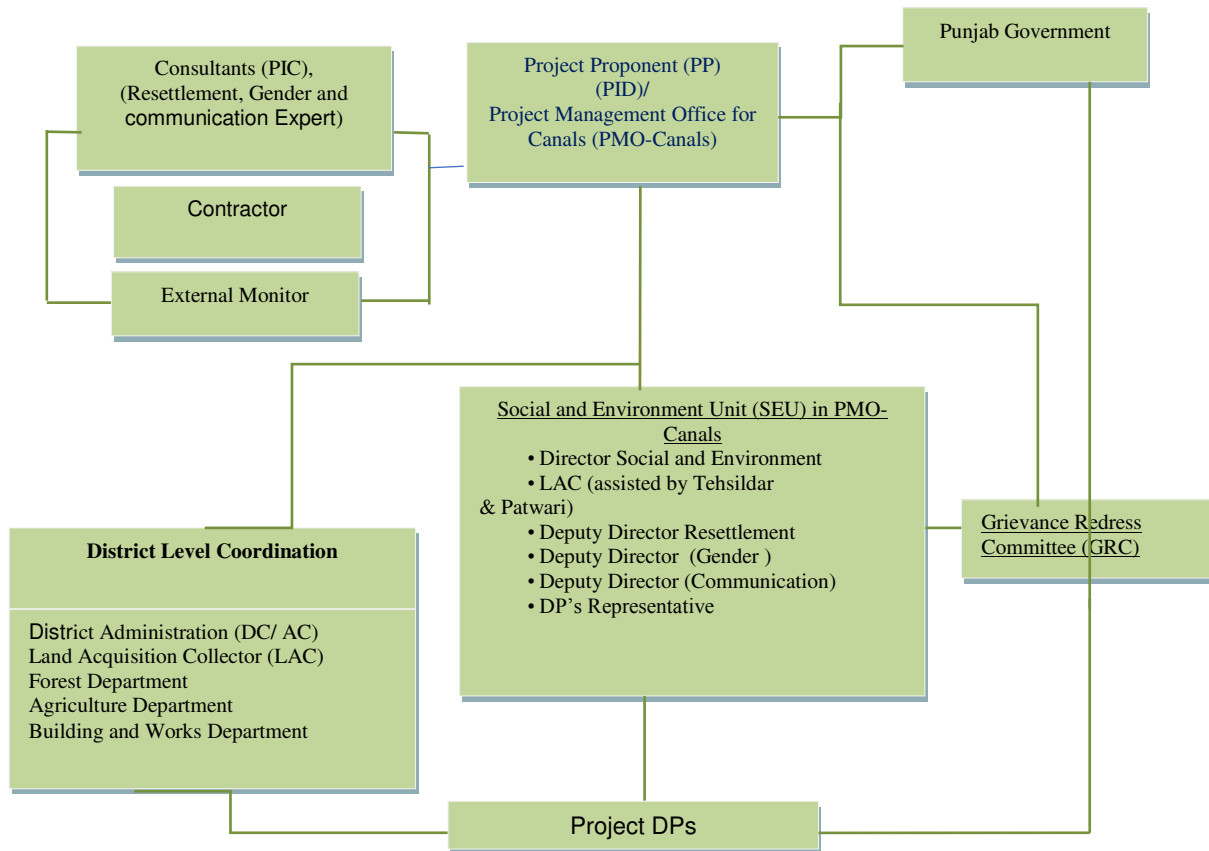 Consultants (PIC),
(Resettlement, Gender and
communication Expert)
Contractor
External Monitor
Project Proponent (PP)
(PID)/
Project Management Office for
Canals (PMO-Canals)
Punjab Government
Social and Environment Unit (SEU) in PMO-
Canals
• Director Social and Environment
• LAC (assisted by Tehsildar
& Patwari)
• Deputy Director Resettlement
• Deputy Director (Gender )
• Deputy Director (Communication)
• DP's Representative
Grievance Redress
Committee (GRC)
District Level Coordination
District Administration (DC/ AC)
Land Acquisition Collector (LAC)
Forest Department
Agriculture Department
Building and Works Department
Project DPs